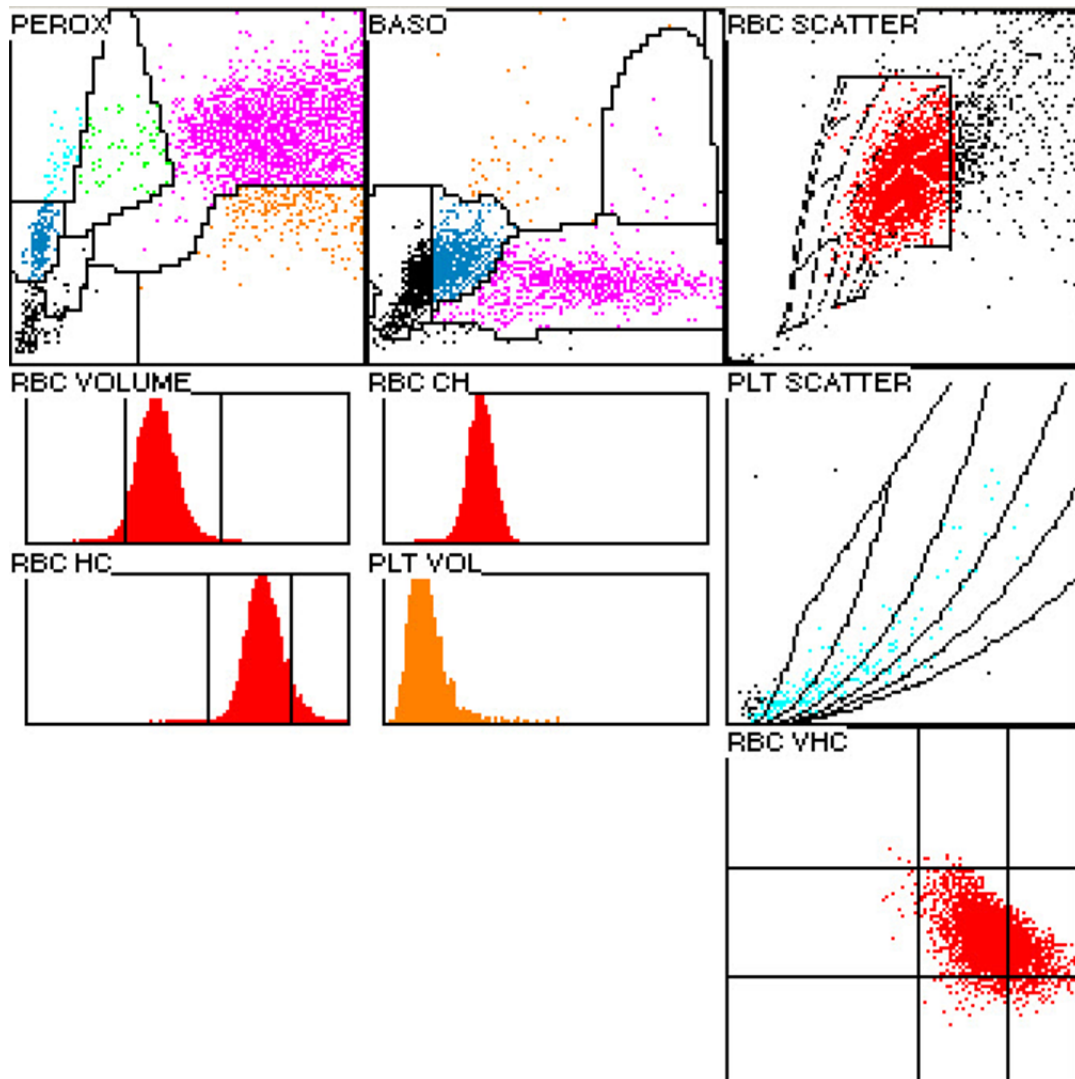 PEROX
BASO
RBC SCATTER
RBC VOLUME
RBC CH
PLT SCATTER
RBC HC
PLT VOL
RBC VHC